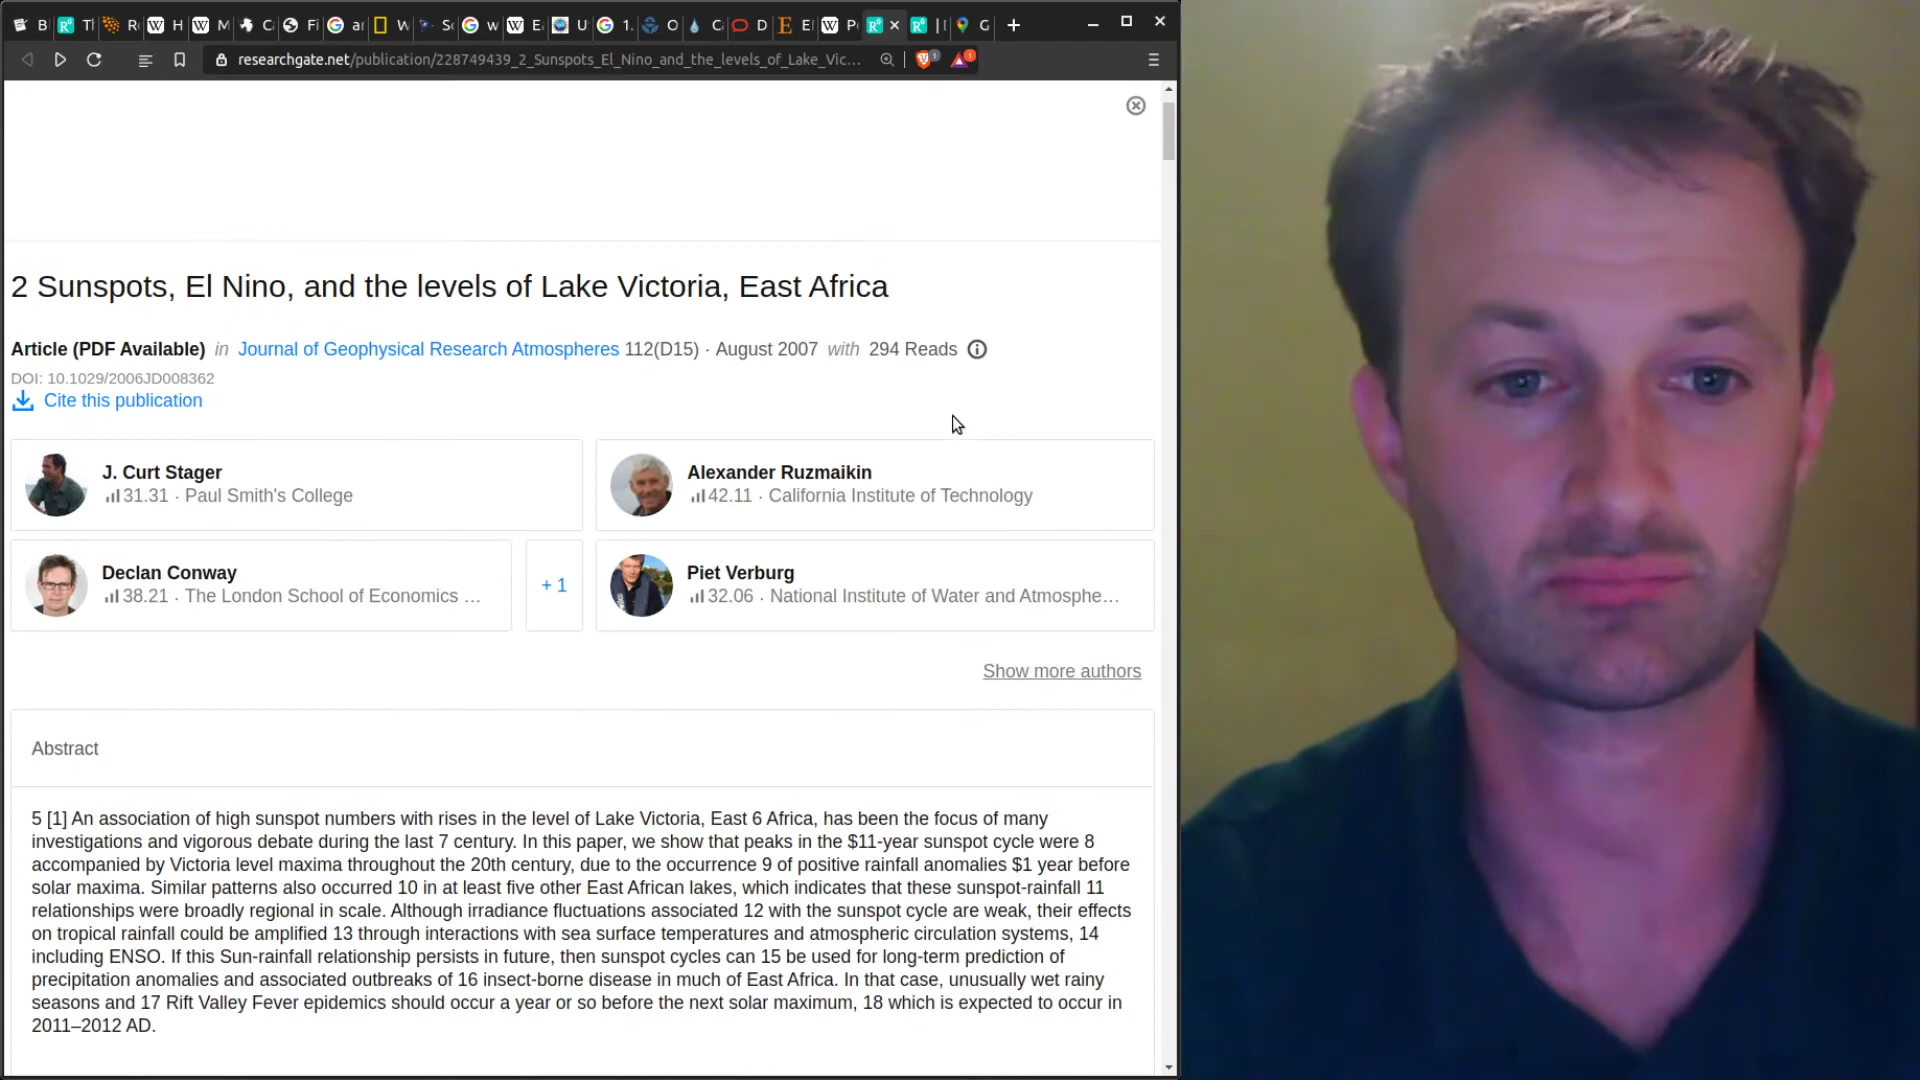 B Tl R H M C Fi ar W Sc w E U 1. O C D El P [ G
researchgate.net/publication/228749439_2_Sunspots_El_Nino_and_the_levels_of_Lake_Vic...
2 Sunspots, El Nino, and the levels of Lake Victoria, East Africa
Article (PDF Available) in Journal of Geophysical Research Atmospheres 112(D15) · August 2007 with 294 Reads
DOI: 10.1029/2006JD008362
Cite this publication
J. Curt Stager
31.31 · Paul Smith's College
Alexander Ruzmaikin
42.11 · California Institute of Technology
Declan Conway
38.21 · The London School of Economics ...
+ 1
Piet Verburg
32.06 · National Institute of Water and Atmosphe...
Show more authors
Abstract
5 [1] An association of high sunspot numbers with rises in the level of Lake Victoria, East 6 Africa, has been the focus of many
investigations and vigorous debate during the last 7 century. In this paper, we show that peaks in the $11-year sunspot cycle were 8
accompanied by Victoria level maxima throughout the 20th century, due to the occurrence 9 of positive rainfall anomalies $1 year before
solar maxima. Similar patterns also occurred 10 in at least five other East African lakes, which indicates that these sunspot-rainfall 11
relationships were broadly regional in scale. Although irradiance fluctuations associated 12 with the sunspot cycle are weak, their effects
on tropical rainfall could be amplified 13 through interactions with sea surface temperatures and atmospheric circulation systems, 14
including ENSO. If this Sun-rainfall relationship persists in future, then sunspot cycles can 15 be used for long-term prediction of
precipitation anomalies and associated outbreaks of 16 insect-borne disease in much of East Africa. In that case, unusually wet rainy
seasons and 17 Rift Valley Fever epidemics should occur a year or so before the next solar maximum, 18 which is expected to occur in
2011–2012 AD.